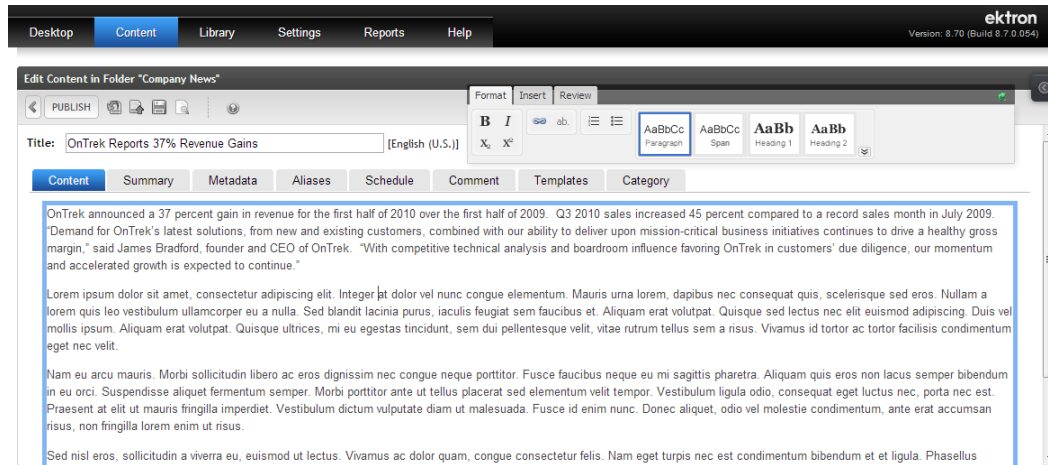 ektron
Desktop Content Library Settings Reports Help
Version: 8.70 (Build 8.7.0.054)
Edit Content in Folder "Company News"
PUBLISH
Format Insert Review
B I ab.
X₂ X²
AaBbCc AaBbCc AaBb AaBb
Paragraph Span Heading 1 Heading 2
Title: OnTrek Reports 37% Revenue Gains [English (U.S.)]
Content Summary Metadata Aliases Schedule Comment Templates Category
OnTrek announced a 37 percent gain in revenue for the first half of 2010 over the first half of 2009.  Q3 2010 sales increased 45 percent compared to a record sales month in July 2009.
“Demand for OnTrek’s latest solutions, from new and existing customers, combined with our ability to deliver upon mission-critical business initiatives continues to drive a healthy gross
margin,” said James Bradford, founder and CEO of OnTrek.  “With competitive technical analysis and boardroom influence favoring OnTrek in customers’ due diligence, our momentum
and accelerated growth is expected to continue.”
Lorem ipsum dolor sit amet, consectetur adipiscing elit. Integer at dolor vel nunc congue elementum. Mauris urna lorem, dapibus nec consequat quis, scelerisque sed eros. Nullam a
lorem quis leo vestibulum ullamcorper eu a nulla. Sed blandit lacinia purus, iaculis feugiat sem faucibus et. Aliquam erat volutpat. Quisque sed lectus nec elit euismod adipiscing. Duis vel
mollis ipsum. Aliquam erat volutpat. Quisque ultrices, mi eu egestas tincidunt, sem dui pellentesque velit, vitae rutrum tellus sem a risus. Vivamus id tortor ac tortor facilisis condimentum
eget nec velit.
Nam eu arcu mauris. Morbi sollicitudin libero ac eros dignissim nec congue neque porttitor. Fusce faucibus neque eu mi sagittis pharetra. Aliquam quis eros non lacus semper bibendum
in eu orci. Suspendisse aliquet fermentum semper. Morbi porttitor ante ut tellus placerat sed elementum velit tempor. Vestibulum ligula odio, consequat eget luctus nec, porta nec est.
Praesent at elit ut mauris fringilla imperdiet. Vestibulum dictum vulputate diam ut malesuada. Fusce id enim nunc. Donec aliquet, odio vel molestie condimentum, ante erat accumsan
risus, non fringilla lorem enim ut risus.
Sed nisl eros, sollicitudin a viverra eu, euismod ut lectus. Vivamus ac dolor quam, congue consectetur felis. Nam eget turpis nec est condimentum bibendum et et ligula. Phasellus